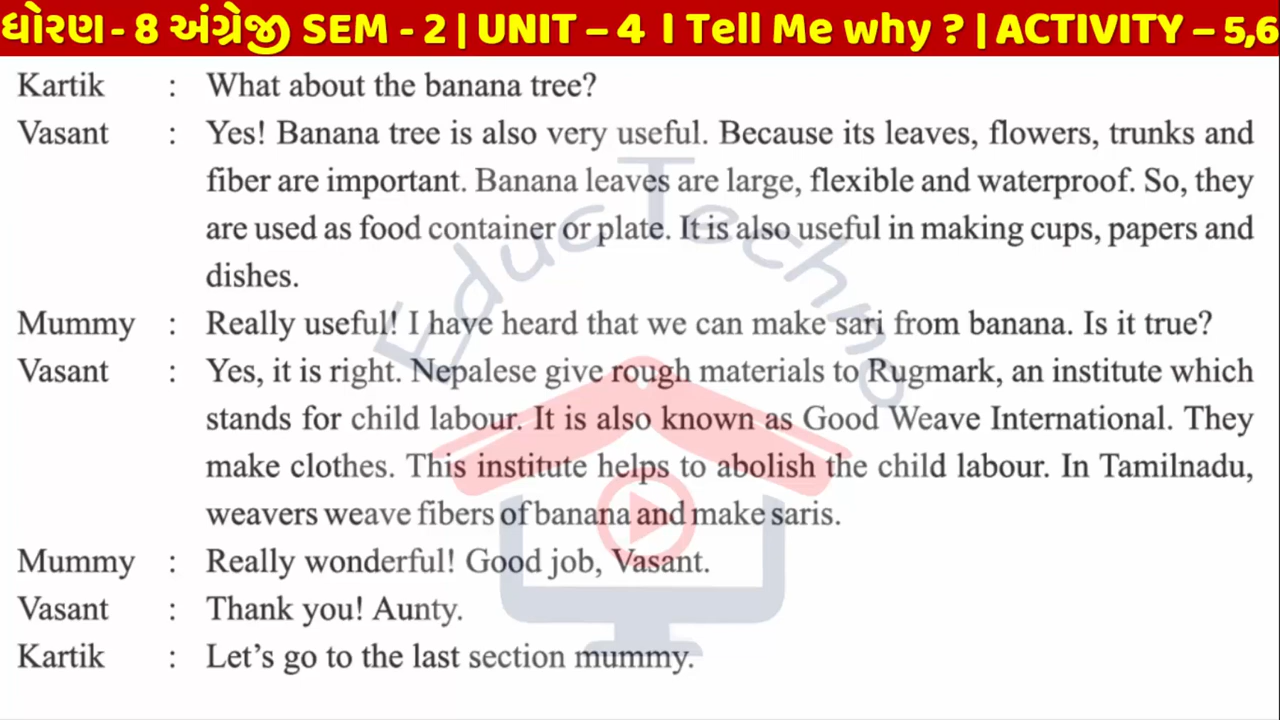 ધોરણ - 8 અંગ્રેજી SEM - 2 | UNIT – 4 I Tell Me why ? | ACTIVITY – 5,6
Kartik : What about the banana tree?
Vasant : Yes! Banana tree is also very useful. Because its leaves, flowers, trunks and
fiber are important. Banana leaves are large, flexible and waterproof. So, they
are used as food container or plate. It is also useful in making cups, papers and
dishes.
Mummy : Really useful! I have heard that we can make sari from banana. Is it true?
Vasant : Yes, it is right. Nepalese give rough materials to Rugmark, an institute which
stands for child labour. It is also known as Good Weave International. They
make clothes. This institute helps to abolish the child labour. In Tamilnadu,
weavers weave fibers of banana and make saris.
Mummy : Really wonderful! Good job, Vasant.
Vasant : Thank you! Aunty.
Kartik : Let’s go to the last section mummy.
EducTechno